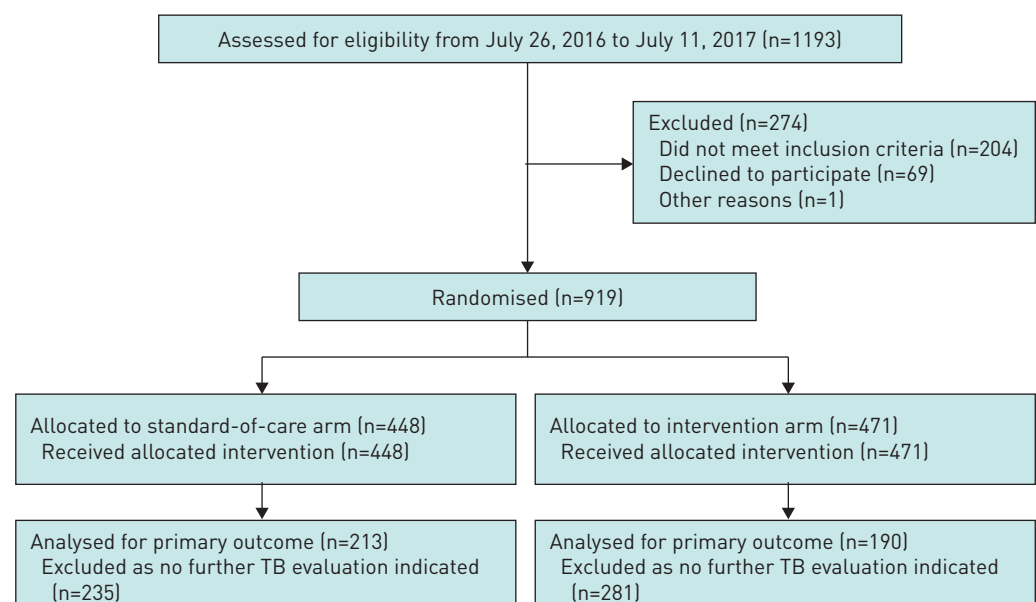 Assessed for eligibility from July 26, 2016 to July 11, 2017 (n=1193)
Excluded (n=274)
Did not meet inclusion criteria (n=204)
Declined to participate (n=69)
Other reasons (n=1)
Randomised (n=919)
Allocated to standard-of-care arm (n=448)
Received allocated intervention (n=448)
Allocated to intervention arm (n=471)
Received allocated intervention (n=471)
Analysed for primary outcome (n=213)
Excluded as no further TB evaluation indicated
(n=235)
Analysed for primary outcome (n=190)
Excluded as no further TB evaluation indicated
(n=281)